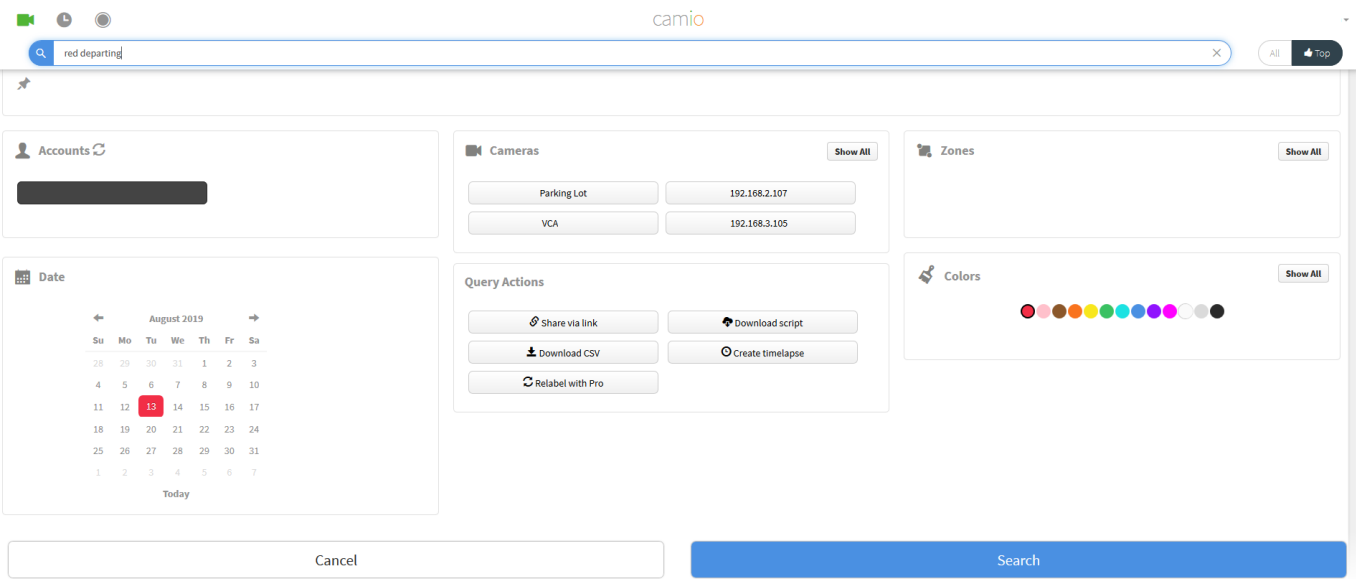 camio
red departing
All
Top
Accounts
Cameras
Show All
Parking Lot
192.168.2.107
VCA
192.168.3.105
Zones
Show All
Date
August 2019
Su Mo Tu We Th Fr Sa
28 29 30 31 1 2 3
4 5 6 7 8 9 10
11 12 13 14 15 16 17
18 19 20 21 22 23 24
25 26 27 28 29 30 31
1 2 3 4 5 6 7
Today
Query Actions
Share via link
Download script
Download CSV
Create timelapse
Relabel with Pro
Colors
Show All
Cancel
Search